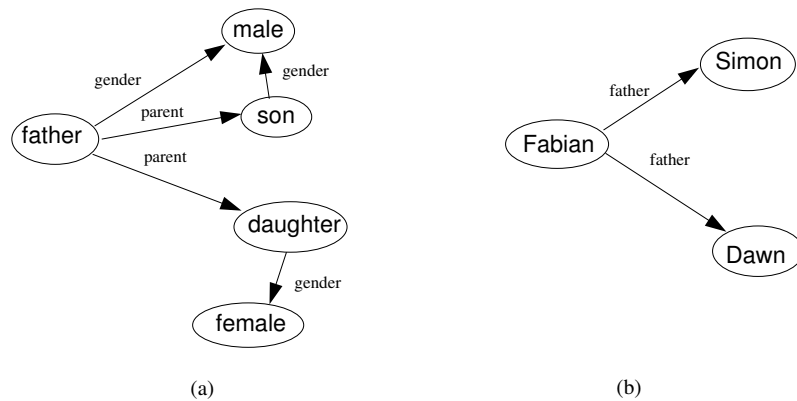 male
gender
gender
son
parent
father
parent
daughter
gender
female
(a)
Simon
father
Fabian
father
Dawn
(b)